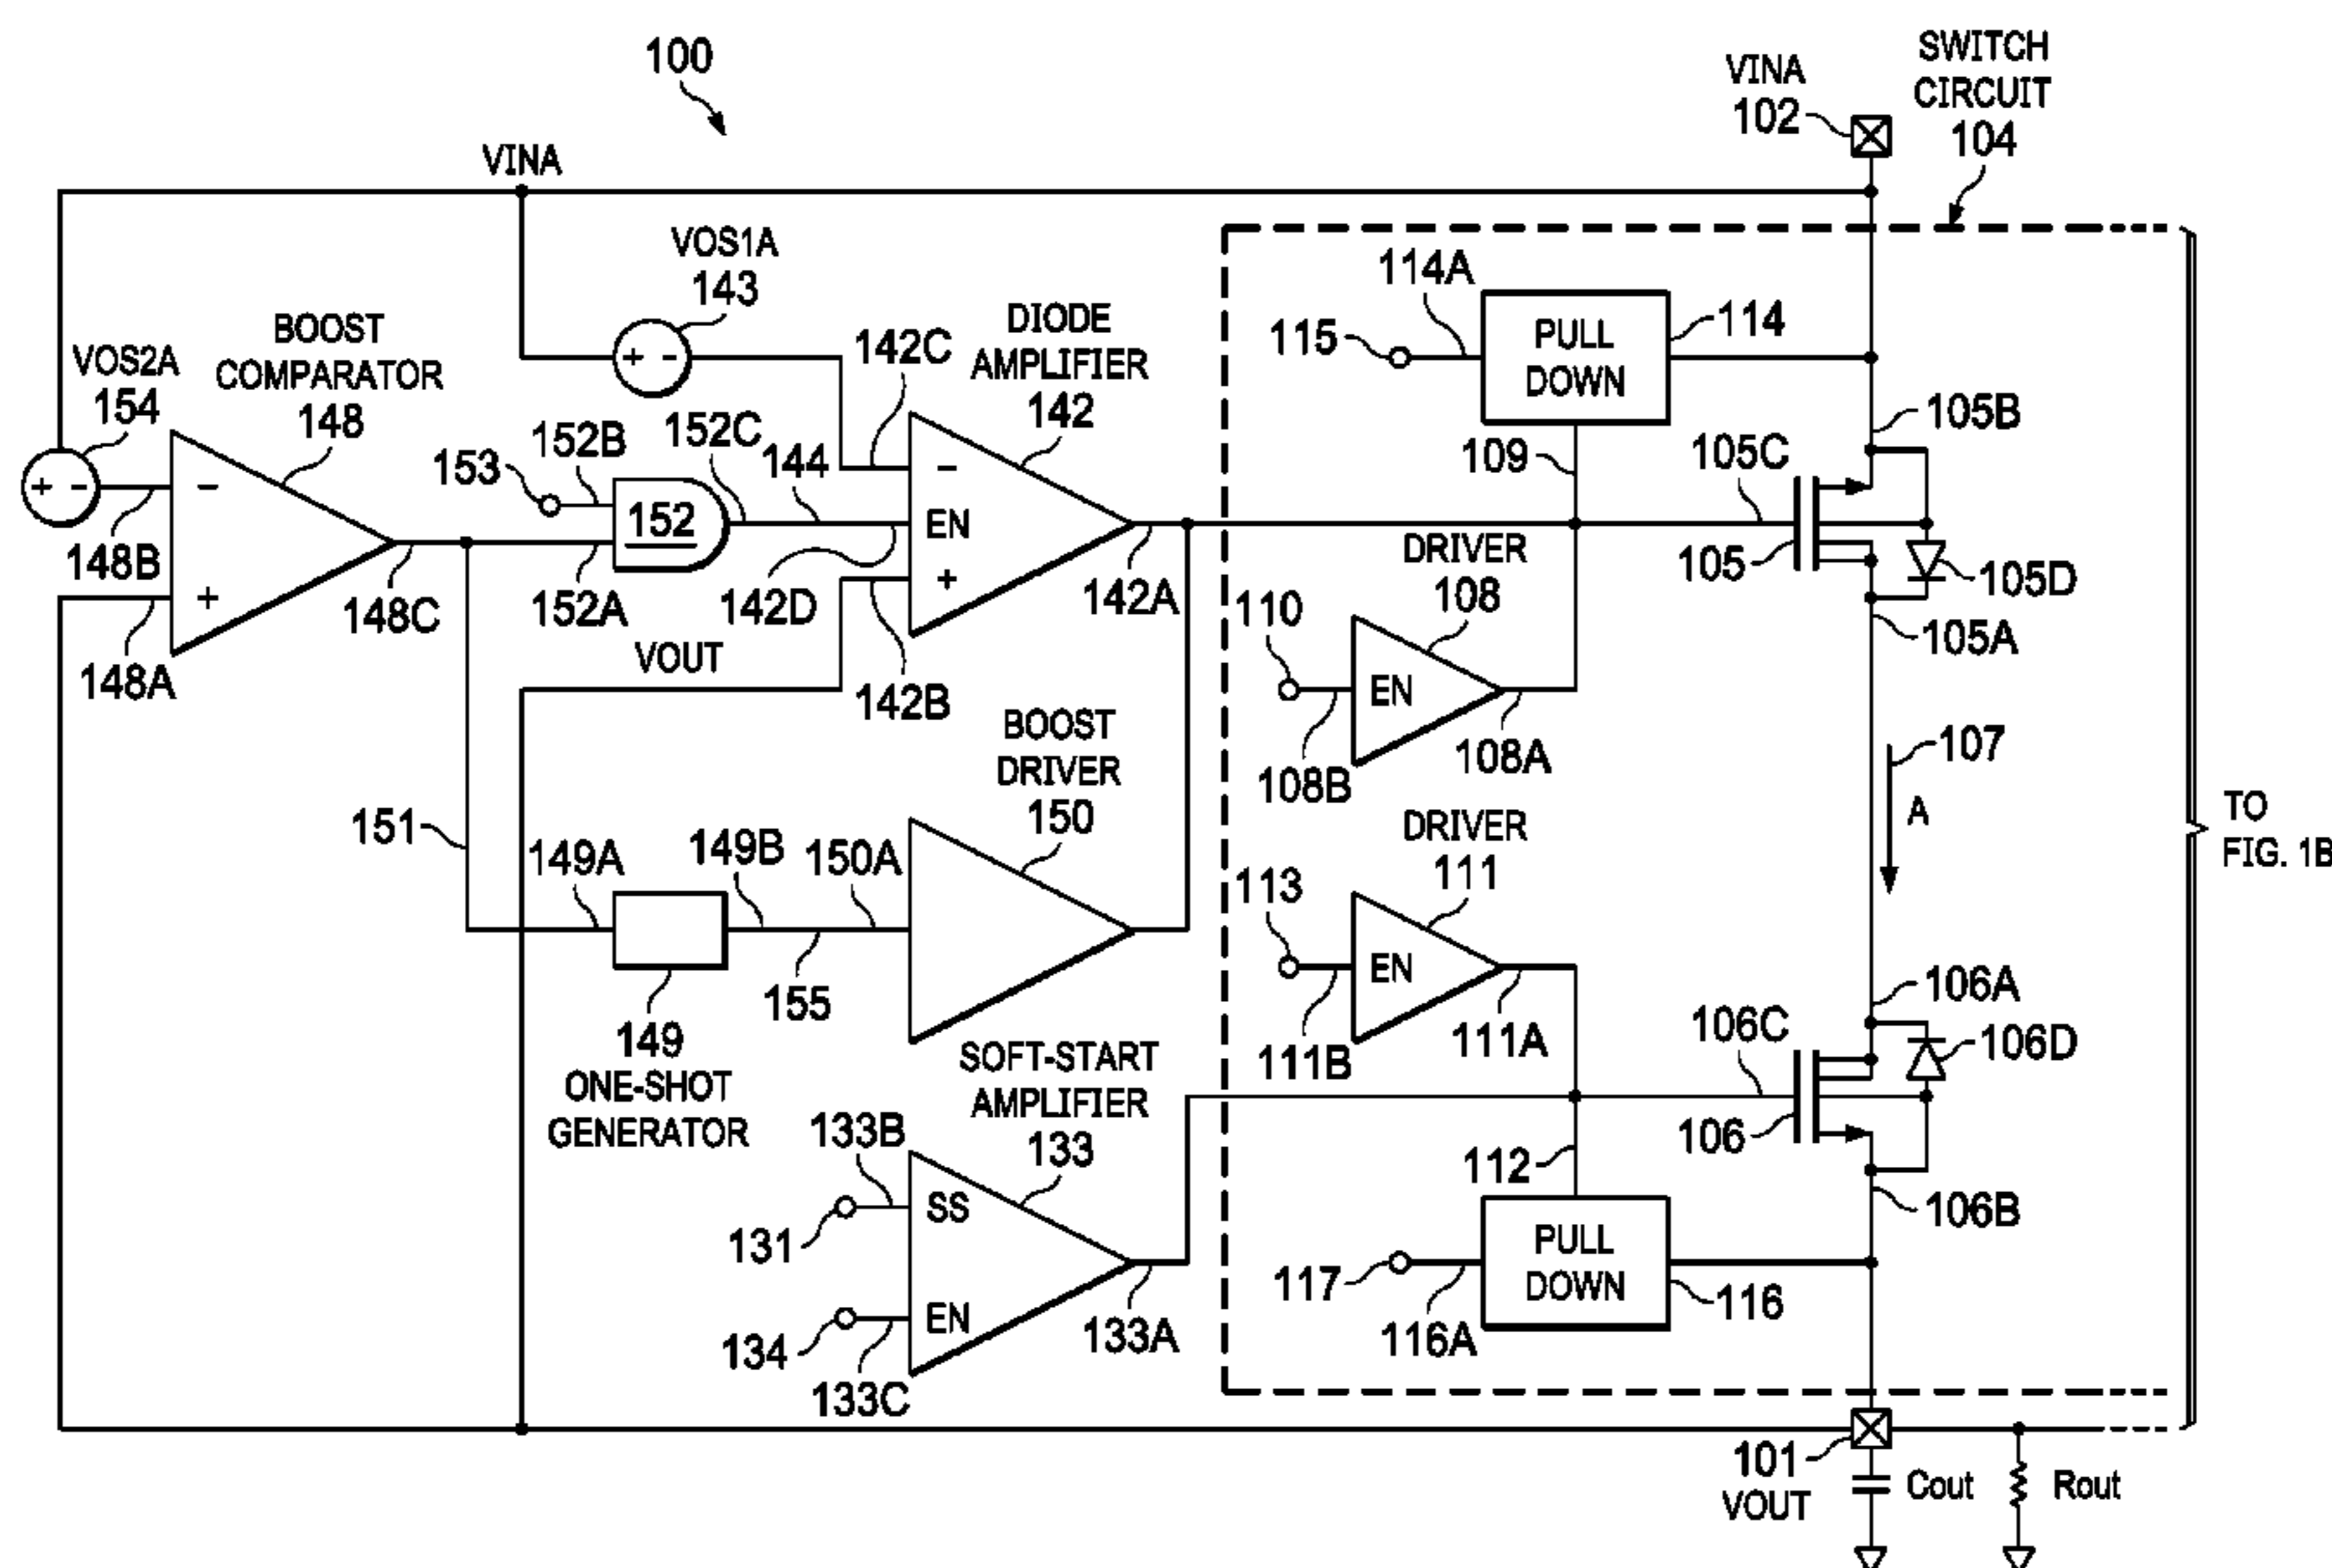 100
SWITCH
CIRCUIT
104
VINA
102
VINA
VOS1A
143
114A
115
PULL
DOWN
114
DIODE
AMPLIFIER
142
BOOST
COMPARATOR
148
VOS2A
154
142C
152C
144
152B
153
105B
105C
109
+ -
+ -
-
-
EN
+
+
152
148B
148C
148A
152A
142D
142A
142B
VOUT
DRIVER
108
110
EN
108B
108A
105
105D
105A
107
A
TO
FIG. 1B
BOOST
DRIVER
150
151
149A
149B
150A
155
149
ONE-SHOT
GENERATOR
DRIVER
111
113
EN
111B
111A
106A
106C
106D
106
106B
112
SOFT-START
AMPLIFIER
133
133B
SS
131
EN
134
133C
133A
PULL
DOWN
117
116A
116
101
VOUT
Cout
Rout